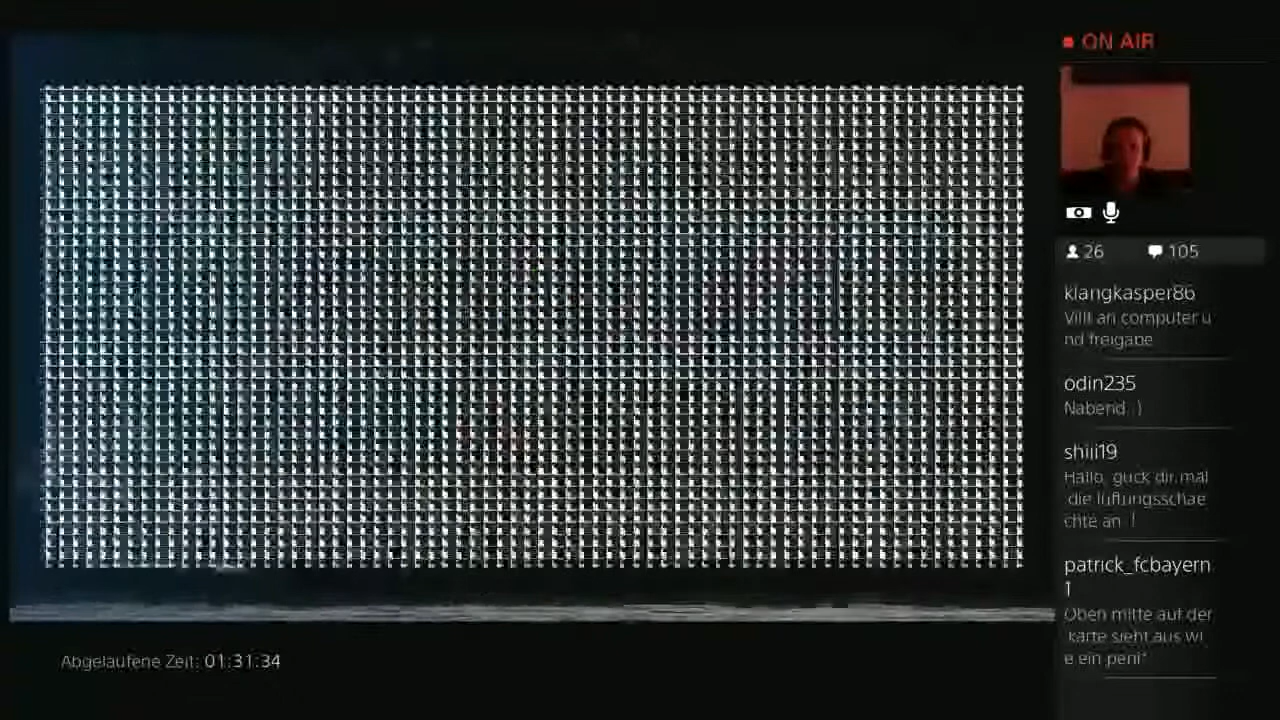 ON AIR
26 105
klangkasper86
Villt an computer u
nd freigabe
odin235
Nabend :)
shiii19
Hallo, guck dir mal
die lüftungsschae
chte an !
patrick_fcbayern
1
Oben mitte auf der
karte sieht aus wi
e ein peni*
Abgelaufene Zeit: 01:31:34